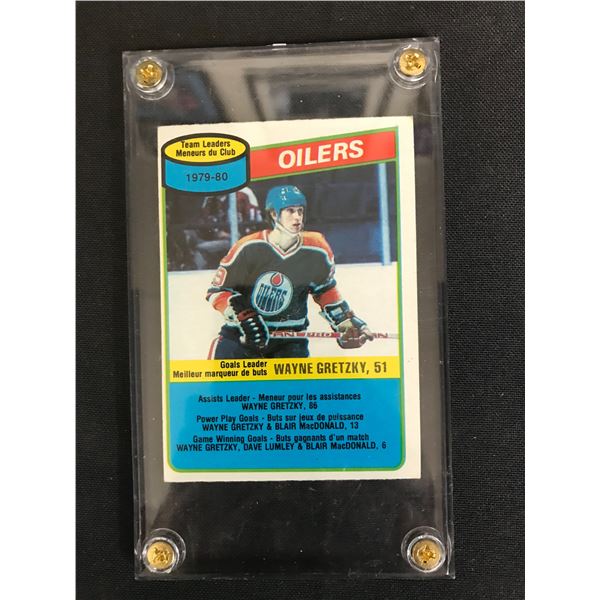 Team Leaders
Meneurs du Club
1979-80
OILERS
OILERS
Goals Leader
Meilleur marqueur de buts
WAYNE GRETZKY, 51
Assists Leader - Meneur pour les assistances
WAYNE GRETZKY, 86
Power Play Goals - Buts sur jeux de puissance
WAYNE GRETZKY & BLAIR MacDONALD, 13
Game Winning Goals - Buts gagnants d'un match
WAYNE GRETZKY, DAVE LUMLEY & BLAIR MacDONALD, 6